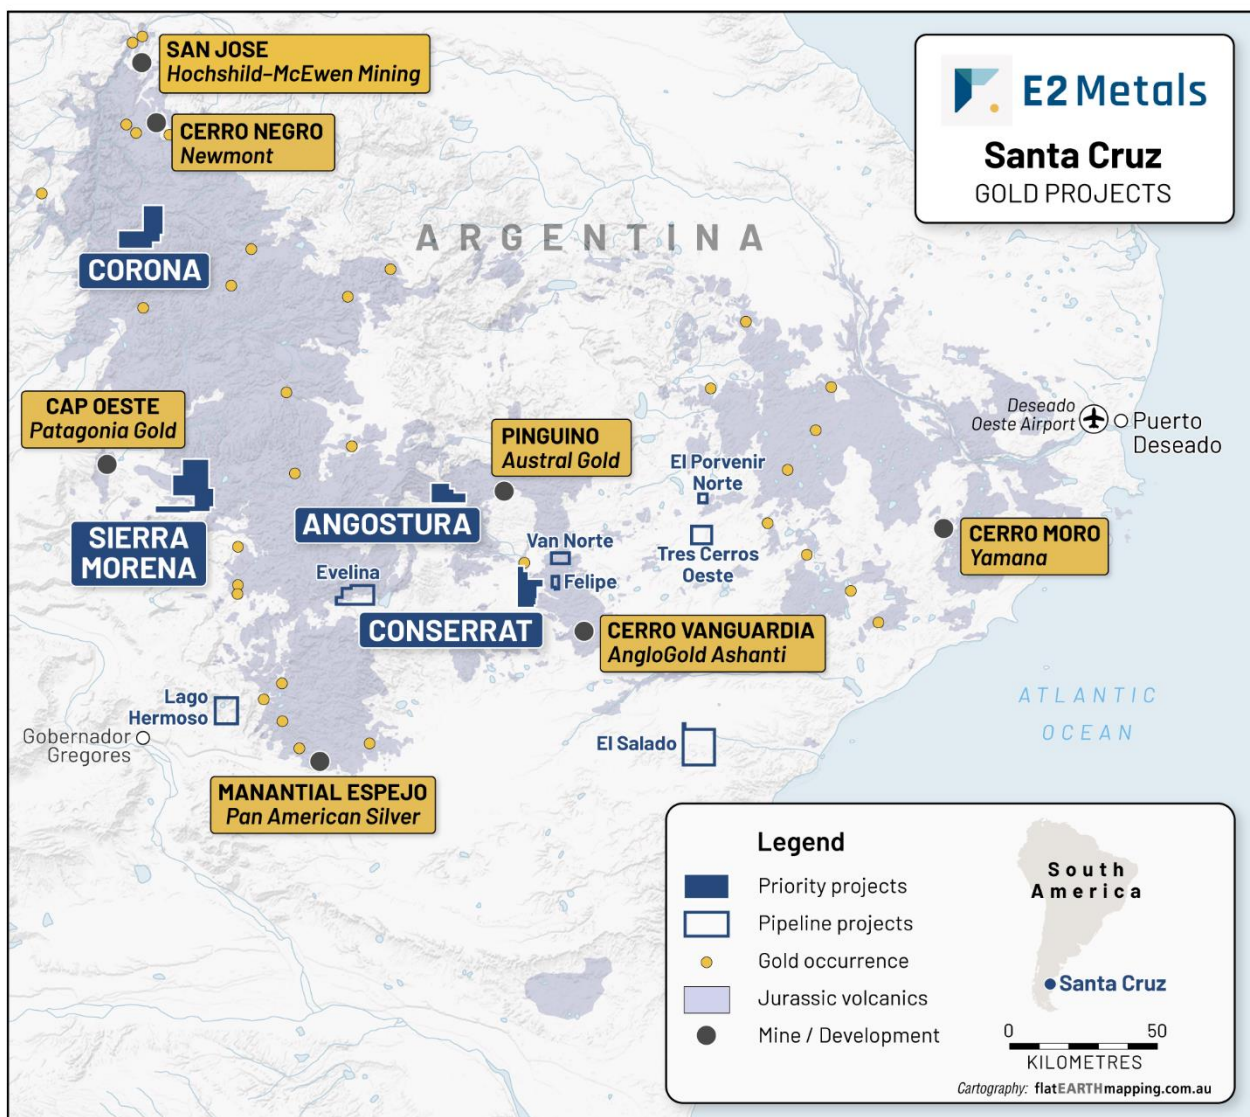 SAN JOSE
Hochshild–McEwen Mining
CERRO NEGRO
Newmont
E2 Metals
Santa Cruz
GOLD PROJECTS
ARGENTINA
CORONA
CAP OESTE
Patagonia Gold
PINGUINO
Austral Gold
Deseado
Oeste Airport
Puerto
Deseado
El Porvenir
Norte
SIERRA
MORENA
ANGOSTURA
Van Norte
Tres Cerros
Oeste
CERRO MORO
Yamana
Evelina
Felipe
CONSERRAT
CERRO VANGUARDIA
AngloGold Ashanti
Lago
Hermoso
Gobernador
Gregores
El Salado
ATLANTIC
OCEAN
MANANTIAL ESPEJO
Pan American Silver
Legend
Priority projects
Pipeline projects
Gold occurrence
Jurassic volcanics
Mine / Development
South
America
Santa Cruz
0 50
KILOMETRES
Cartography: flatEARTHmapping.com.au